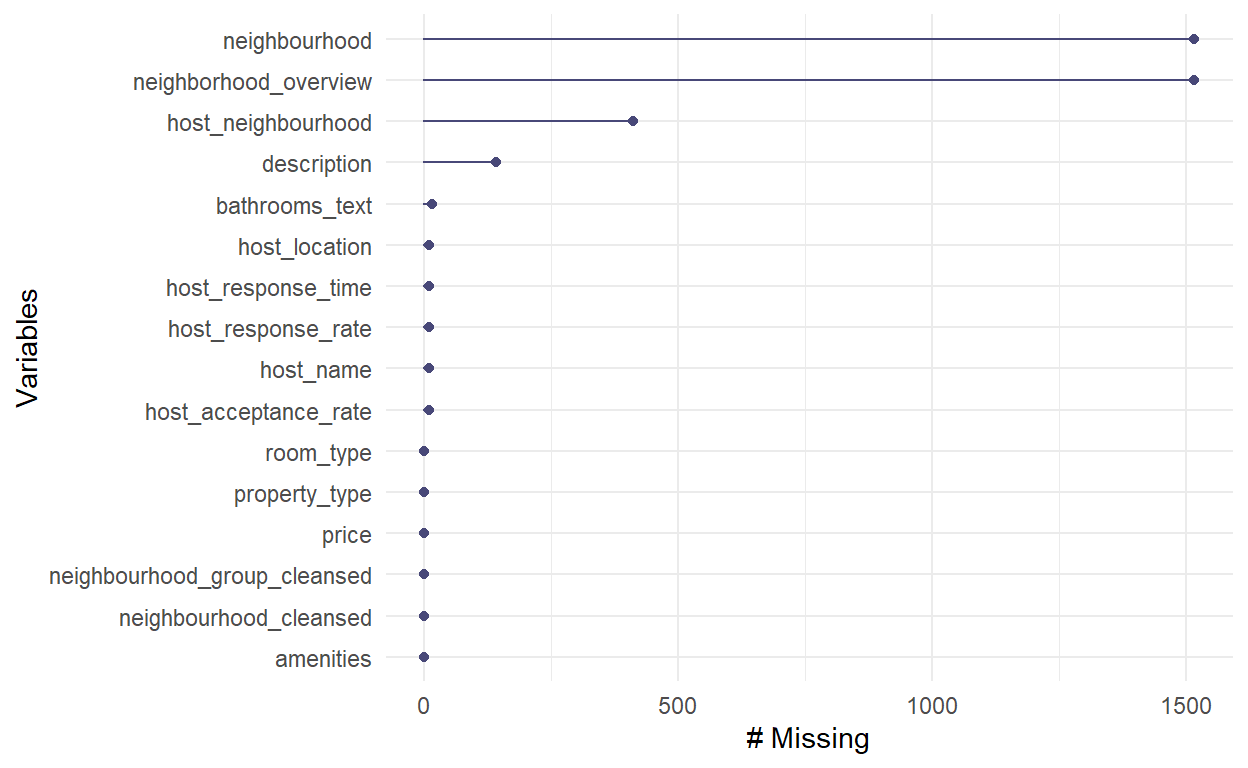 neighbourhood
neighborhood_overview
host_neighbourhood
description
bathrooms_text
host_location
host_response_time
host_response_rate
host_name
host_acceptance_rate
room_type
property_type
price
neighbourhood_group_cleansed
neighbourhood_cleansed
amenities
Variables
0 500 1000 1500
# Missing